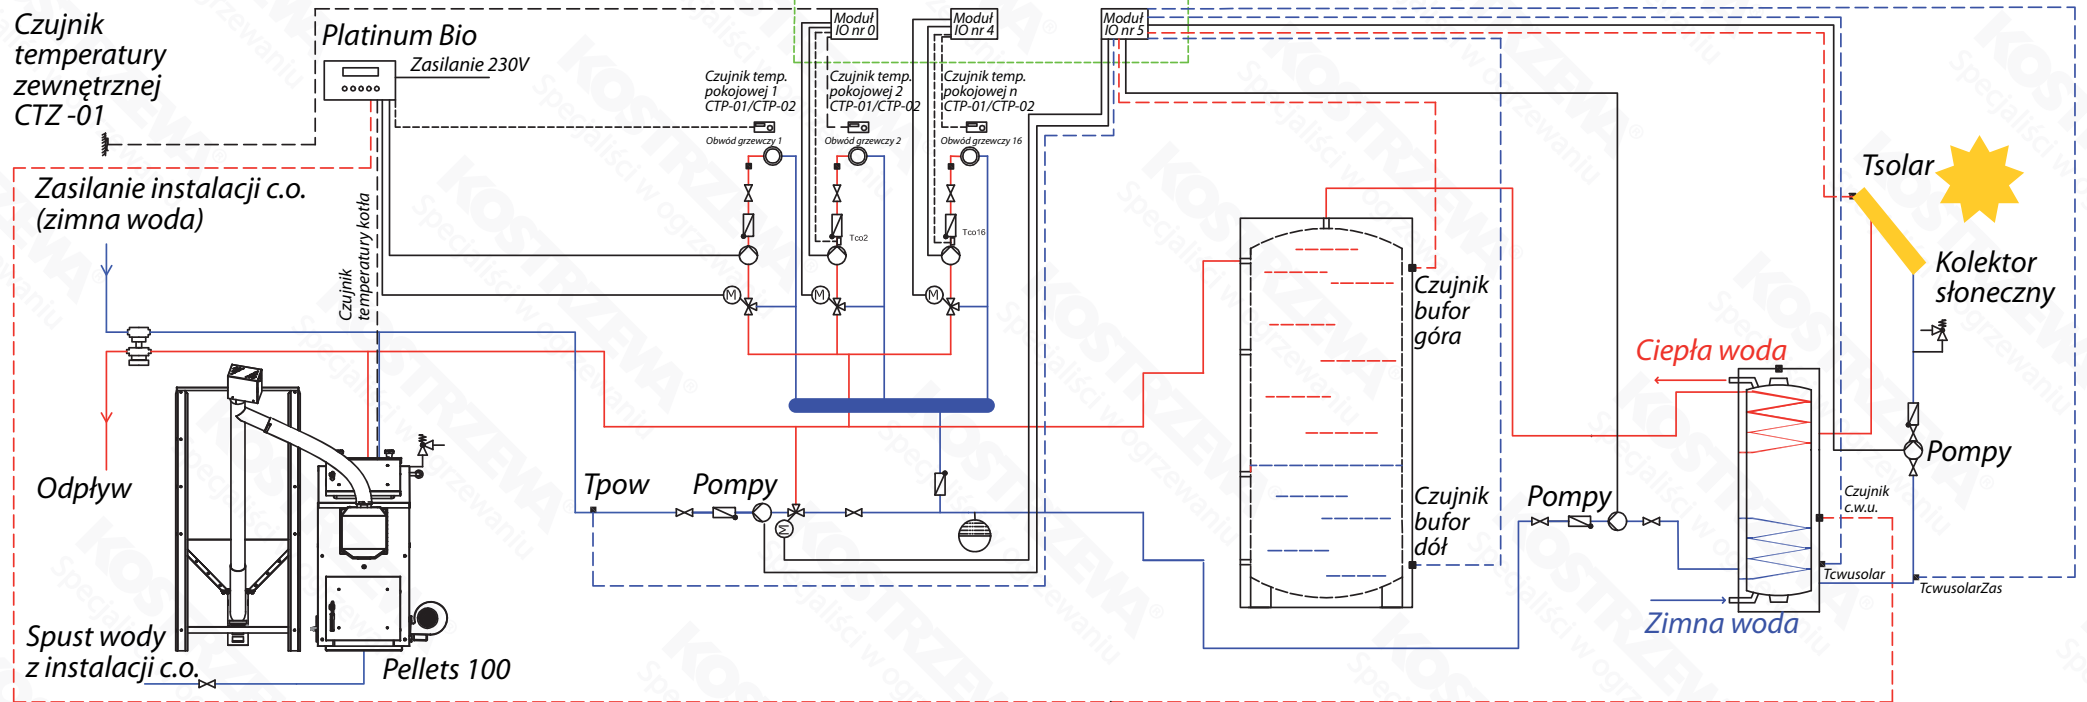 Czujnik
temperatury
zewnętrznej
CTZ -01
Platinum Bio
Zasilanie 230V
Moduł
IO nr 0
Moduł
IO nr 4
Moduł
IO nr 5
Czujnik temp.
pokojowej 1
CTP-01/CTP-02
Czujnik temp.
pokojowej 2
CTP-01/CTP-02
Czujnik temp.
pokojowej n
CTP-01/CTP-02
Obwód grzewczy 1
Obwód grzewczy 2
Obwód grzewczy 16
Zasilanie instalacji c.o.
(zimna woda)
Czujnik
temperatury kotła
Tco2
Tco16
M
M
M
Tsolar
Kolektor
słoneczny
Czujnik
bufor
góra
Ciepła woda
Odpływ
Tpow
Pompy
M
Czujnik
bufor
dół
Pompy
Pompy
Czujnik
c.w.u.
Tcwusolar
TcwusolarZas
Zimna woda
Spust wody
z instalacji c.o.
Pellets 100
KOSTRZEWA®
Specjaliści w ogrzewaniu